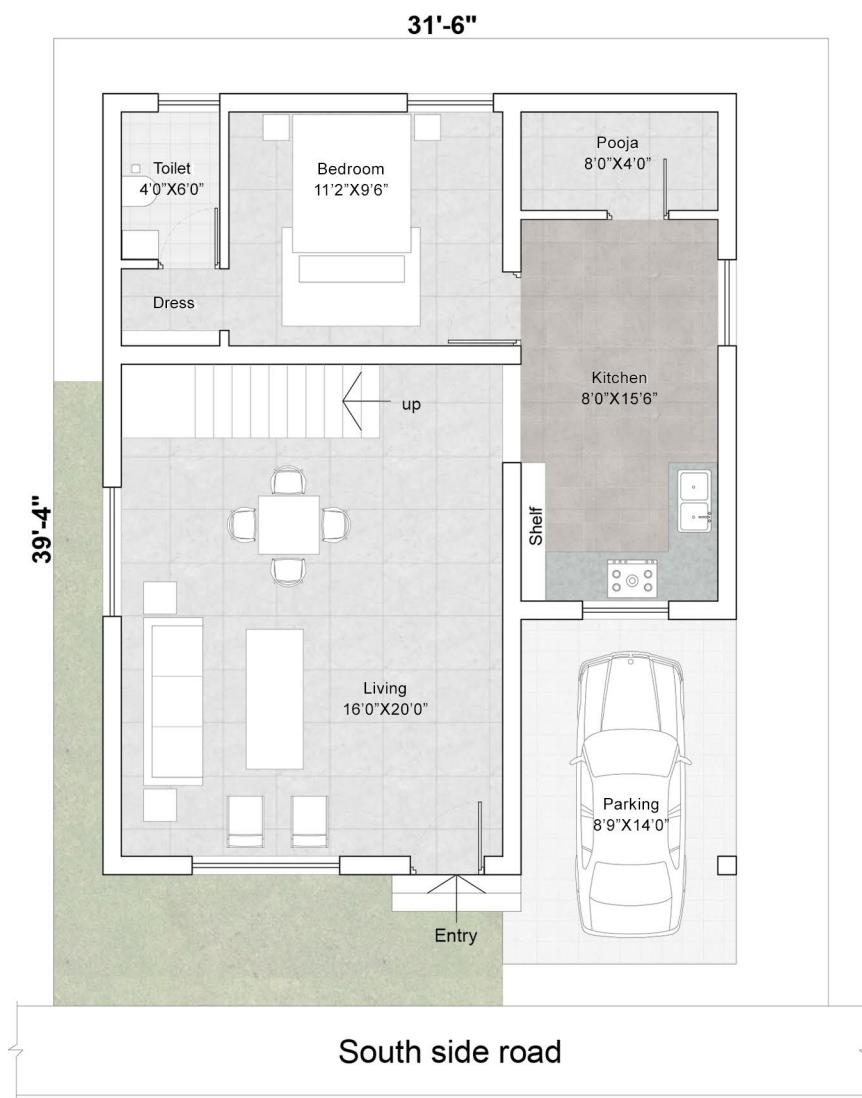 31'-6"
Toilet
4'0”X6'0”
Bedroom
11'2”X9'6”
Pooja
8'0”X4'0”
Dress
Kitchen
8'0”X15'6”
up
39'-4"
Shelf
Living
16'0”X20'0”
Parking
8'9”X14'0”
Entry
South side road